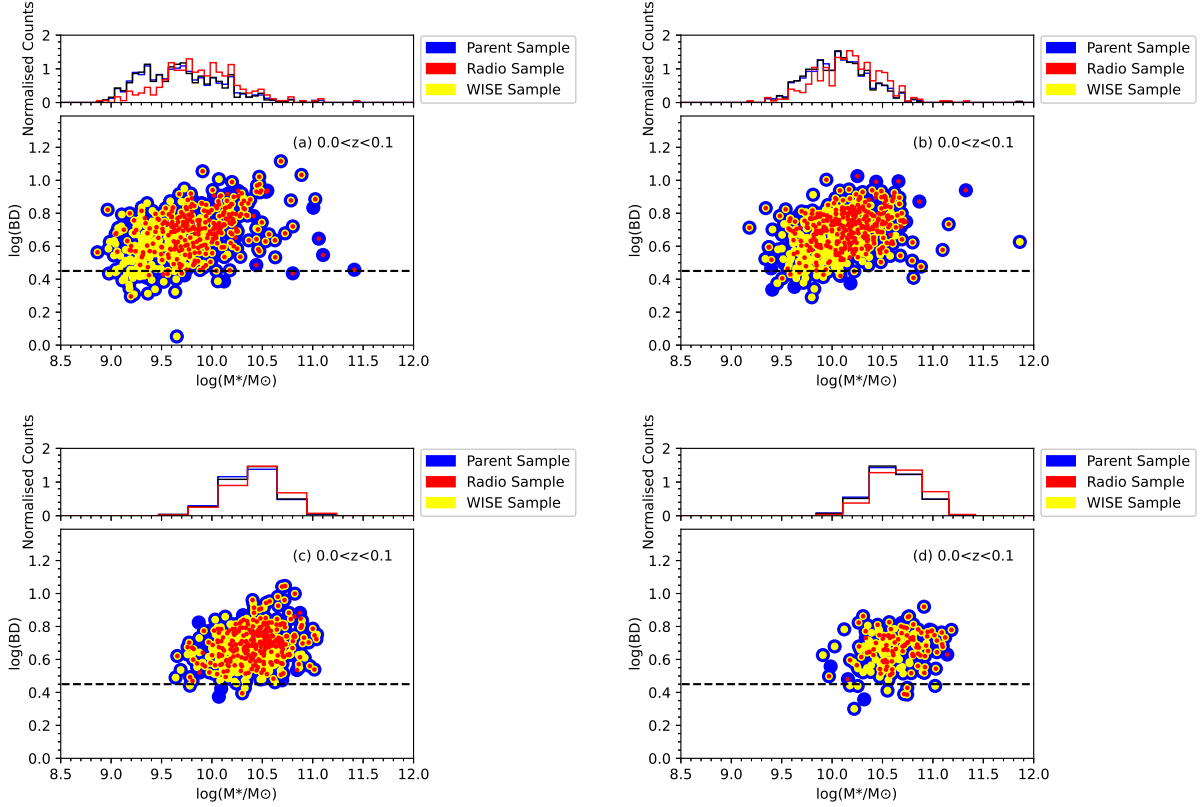 Normalised Counts
2
1
0
Parent Sample
Radio Sample
WISE Sample
(a) 0.0<z<0.1
log(BD)
1.2
1.0
0.8
0.6
0.4
0.2
0.0
8.5 9.0 9.5 10.0 10.5 11.0 11.5 12.0
log(M*/M⊙)
Normalised Counts
2
1
0
Parent Sample
Radio Sample
WISE Sample
(b) 0.0<z<0.1
log(BD)
1.2
1.0
0.8
0.6
0.4
0.2
0.0
8.5 9.0 9.5 10.0 10.5 11.0 11.5 12.0
log(M*/M⊙)
Normalised Counts
2
1
0
Parent Sample
Radio Sample
WISE Sample
(c) 0.0<z<0.1
log(BD)
1.2
1.0
0.8
0.6
0.4
0.2
0.0
8.5 9.0 9.5 10.0 10.5 11.0 11.5 12.0
log(M*/M⊙)
Normalised Counts
2
1
0
Parent Sample
Radio Sample
WISE Sample
(d) 0.0<z<0.1
log(BD)
1.2
1.0
0.8
0.6
0.4
0.2
0.0
8.5 9.0 9.5 10.0 10.5 11.0 11.5 12.0
log(M*/M⊙)